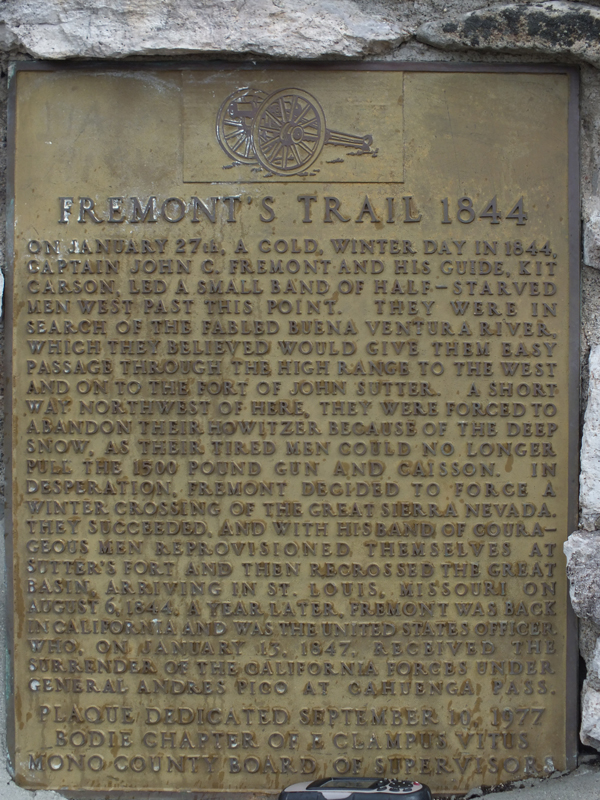 FREMONT'S TRAIL 1844
ON JANUARY 27th, A COLD, WINTER DAY IN 1844,
CAPTAIN JOHN C. FREMONT AND HIS GUIDE, KIT
CARSON, LED A SMALL BAND OF HALF-STARVED
MEN WEST PAST THIS POINT. THEY WERE IN
SEARCH OF THE FABLED BUENA VENTURA RIVER,
WHICH THEY BELIEVED WOULD GIVE THEM EASY
PASSAGE THROUGH THE HIGH RANGE TO THE WEST
AND ON TO THE FORT OF JOHN SUTTER. A SHORT
WAY NORTHWEST OF HERE, THEY WERE FORCED TO
ABANDON THEIR HOWITZER BECAUSE OF THE DEEP
SNOW, AS THEIR TIRED MEN COULD NO LONGER
PULL THE 1500 POUND GUN AND CAISSON. IN
DESPERATION, FREMONT DECIDED TO FORCE A
WINTER CROSSING OF THE GREAT SIERRA NEVADA.
THEY SUCCEEDED, AND WITH HIS BAND OF COURA-
GEOUS MEN REPROVISIONED THEMSELVES AT
SUTTER'S FORT AND THEN RECROSSED THE GREAT
BASIN, ARRIVING IN ST. LOUIS, MISSOURI ON
AUGUST 6, 1844. A YEAR LATER, FREMONT WAS BACK
IN CALIFORNIA AND WAS THE UNITED STATES OFFICER
WHO, ON JANUARY 13, 1847, RECEIVED THE
SURRENDER OF THE CALIFORNIA FORCES UNDER
GENERAL ANDRES PICO AT CAHUENGA PASS.
PLAQUE DEDICATED SEPTEMBER 10, 1977
BODIE CHAPTER OF E CLAMPUS VITUS
MONO COUNTY BOARD OF SUPERVISORS